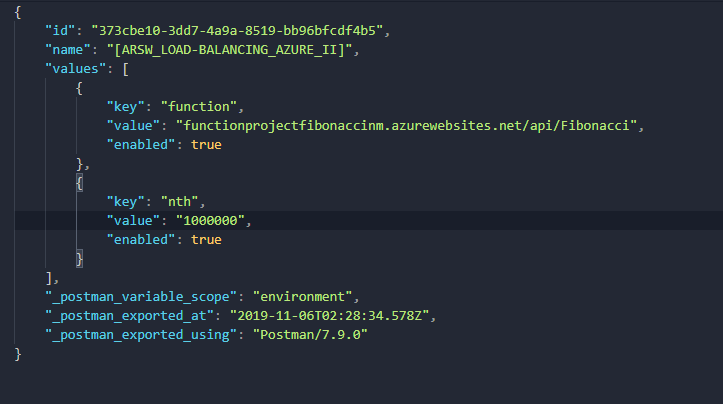 {
    "id": "373cbe10-3dd7-4a9a-8519-bb96bfcdf4b5",
    "name": "[ARSW_LOAD-BALANCING_AZURE_II]",
    "values": [
        {
            "key": "function",
            "value": "functionprojectfibonaccinm.azurewebsites.net/api/Fibonacci",
            "enabled": true
        },
        {
            "key": "nth",
            "value": "1000000",
            "enabled": true
        }
    ],
    "_postman_variable_scope": "environment",
    "_postman_exported_at": "2019-11-06T02:28:34.578Z",
    "_postman_exported_using": "Postman/7.9.0"
}